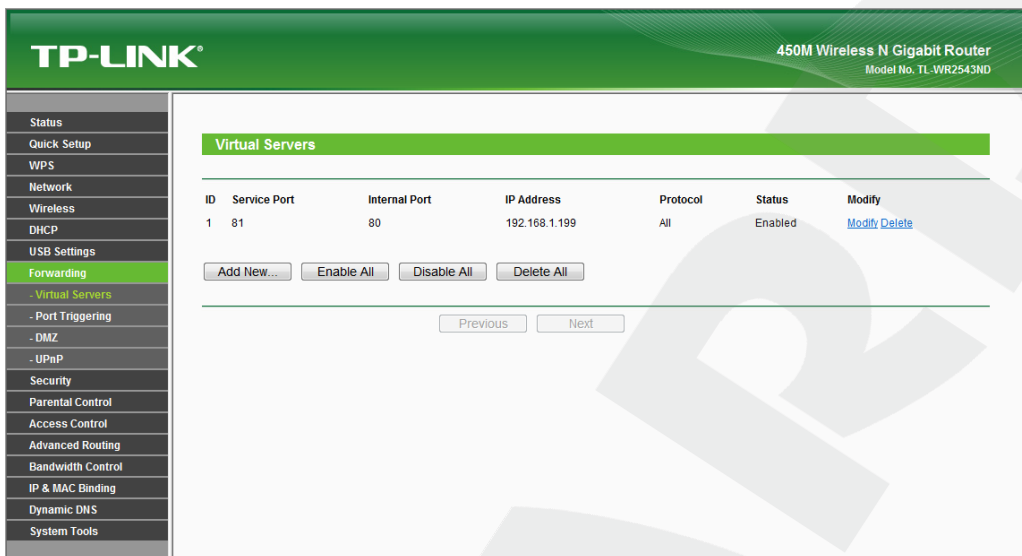 TP-LINK®
450M Wireless N Gigabit Router
Model No. TL-WR2543ND
Status
Quick Setup
WPS
Network
Wireless
DHCP
USB Settings
Forwarding
- Virtual Servers
- Port Triggering
- DMZ
- UPnP
Security
Parental Control
Access Control
Advanced Routing
Bandwidth Control
IP & MAC Binding
Dynamic DNS
System Tools
Virtual Servers
ID Service Port Internal Port IP Address Protocol Status Modify
1 81 80 192.168.1.199 All Enabled Modify Delete
Add New... Enable All Disable All Delete All
Previous Next